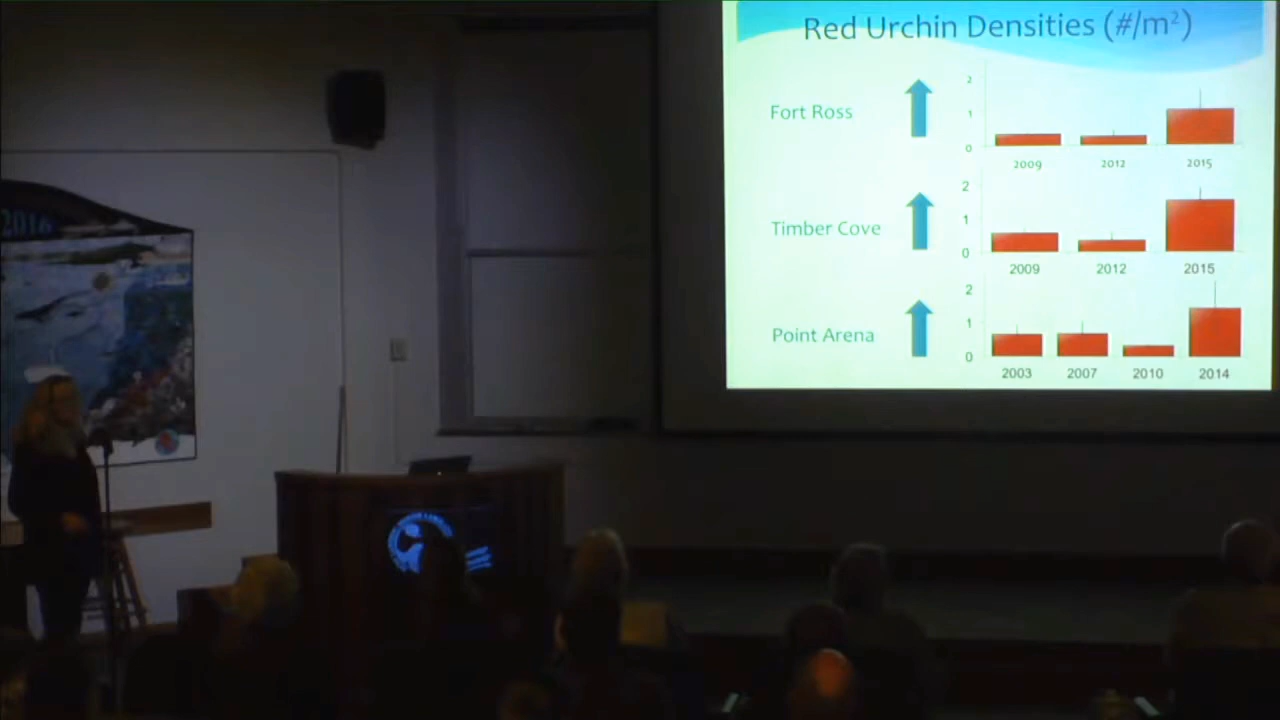 Red Urchin Densities (#/m²)
Fort Ross
2
1
0
2009 2012 2015
Timber Cove
2
1
0
2009 2012 2015
Point Arena
2
1
0
2003 2007 2010 2014
2016